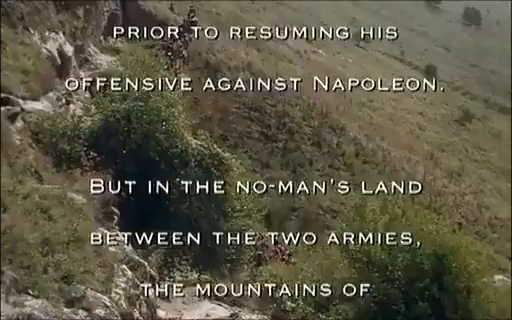 PRIOR TO RESUMING HIS
OFFENSIVE AGAINST NAPOLEON.
BUT IN THE NO-MAN'S LAND
BETWEEN THE TWO ARMIES,
THE MOUNTAINS OF